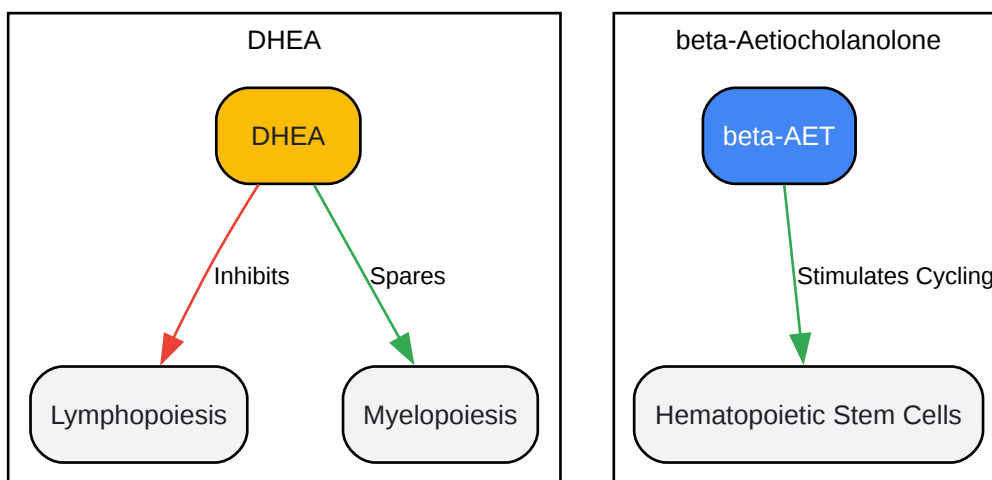 DHEA
DHEA
Inhibits
Spares
Lymphopoiesis
Myelopoiesis
beta-Aetiocholanolone
beta-AET
Stimulates Cycling
Hematopoietic Stem Cells